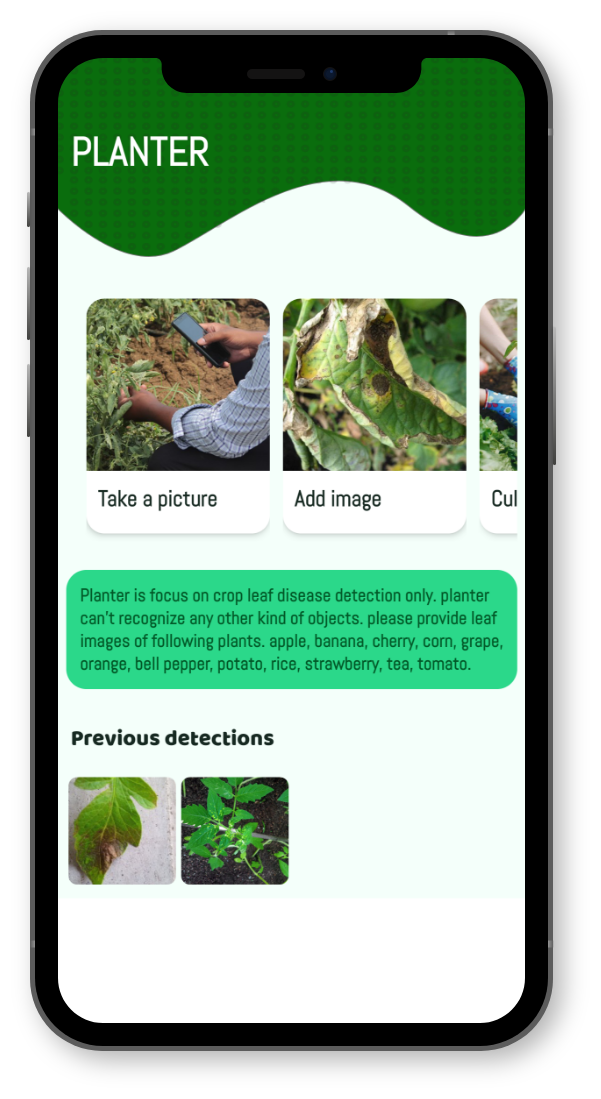 PLANTER
Take a picture
Add image
Cul
Planter is focus on crop leaf disease detection only. planter
can't recognize any other kind of objects. please provide leaf
images of following plants. apple, banana, cherry, corn, grape,
orange, bell pepper, potato, rice, strawberry, tea, tomato.
Previous detections